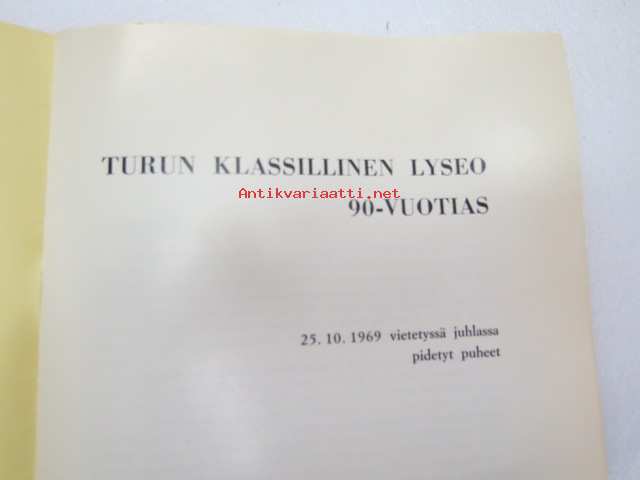 TURUN KLASSILLINEN LYSEO
Antikvariaatti.net
90-VUOTIAS
25. 10. 1969 vietetyssä juhlassa
pidetyt puheet